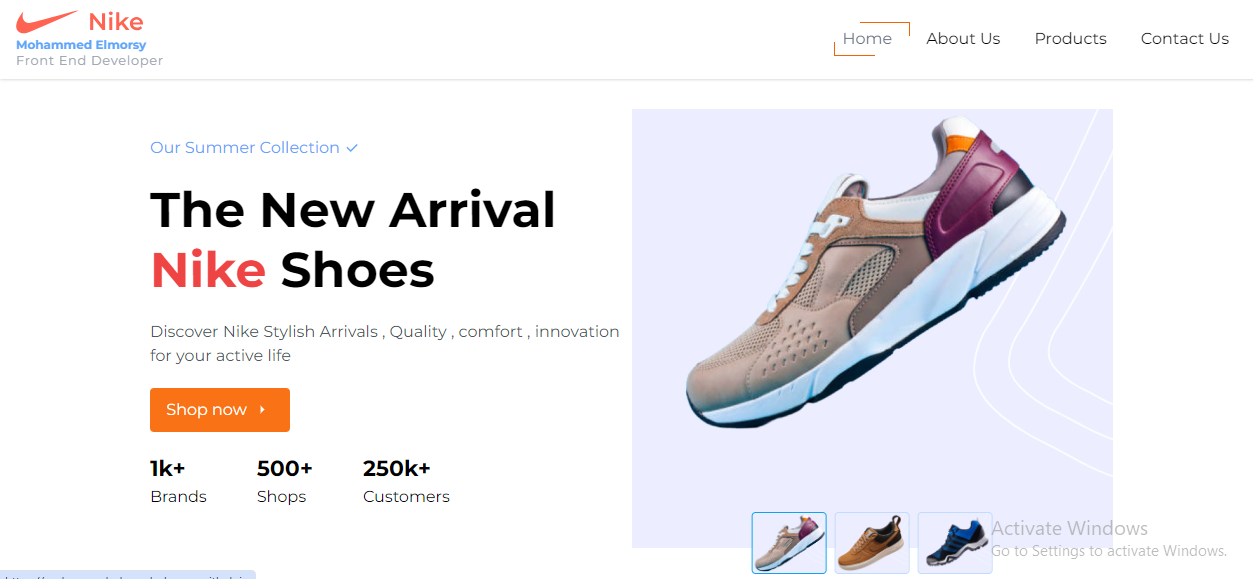 Nike
Mohammed Elmorsy
Front End Developer
Home About Us Products Contact Us
Our Summer Collection
The New Arrival
Nike Shoes
Discover Nike Stylish Arrivals , Quality , comfort , innovation
for your active life
Shop now
1k+ 500+ 250k+
Brands Shops Customers
Activate Windows
Go to Settings to activate Windows.